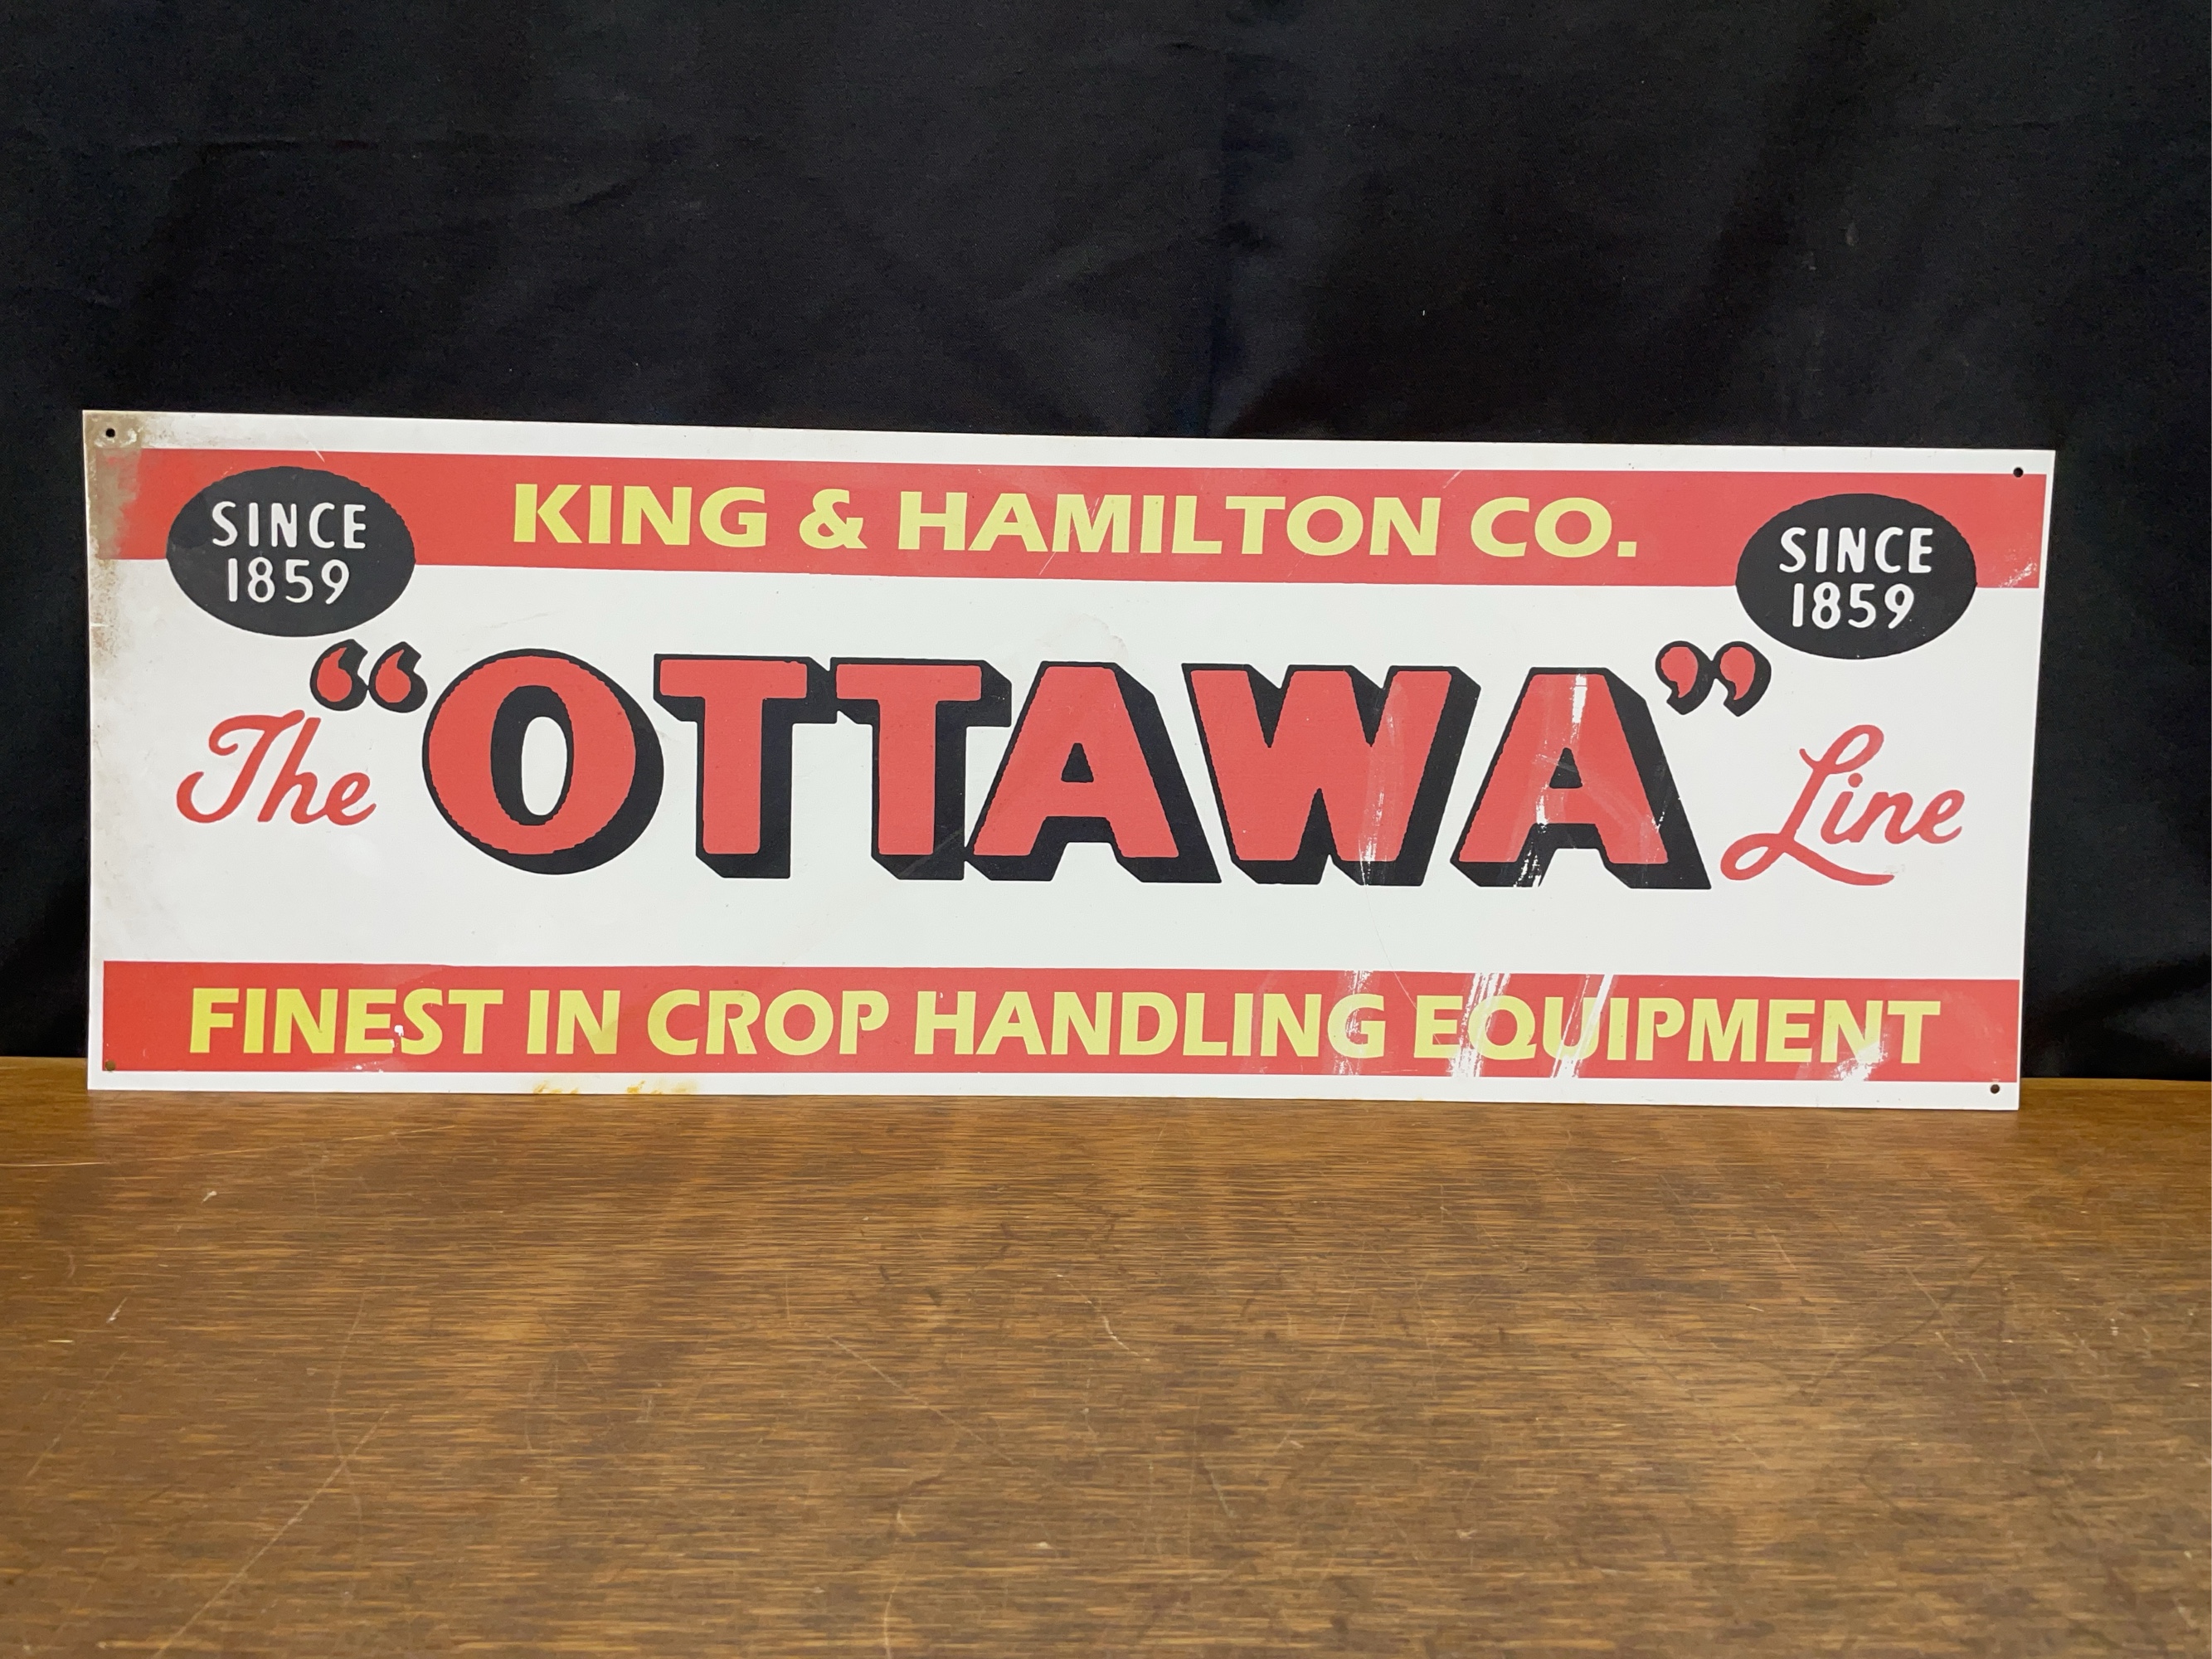 KING & HAMILTON CO.
SINCE
1859
SINCE
1859
The “OTTAWA” Line
FINEST IN CROP HANDLING EQUIPMENT